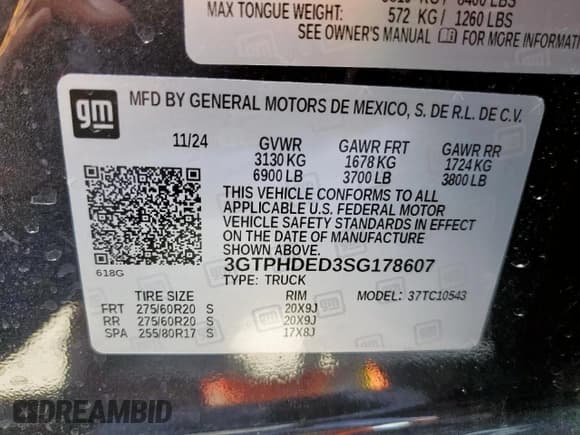 KG / 8400 LBS
MAX TONGUE WEIGHT: 572 KG / 1260 LBS
SEE OWNER'S MANUAL FOR MORE INFORMATI
gm
MFD BY GENERAL MOTORS DE MEXICO, S. DE R.L. DE C.V.
11/24 GVWR GAWR FRT GAWR RR
3130 KG 1678 KG 1724 KG
6900 LB 3700 LB 3800 LB
THIS VEHICLE CONFORMS TO ALL
APPLICABLE U.S. FEDERAL MOTOR
VEHICLE SAFETY STANDARDS IN EFFECT
ON THE DATE OF MANUFACTURE SHOWN ABOVE.
618G
3GTPHDED3SG178607
TYPE: TRUCK MODEL: 37TC10543
TIRE SIZE RIM
FRT 275/60R20 S 20X9J
RR 275/60R20 S 20X9J
SPA 255/80R17 S 17X8J
DREAMBID